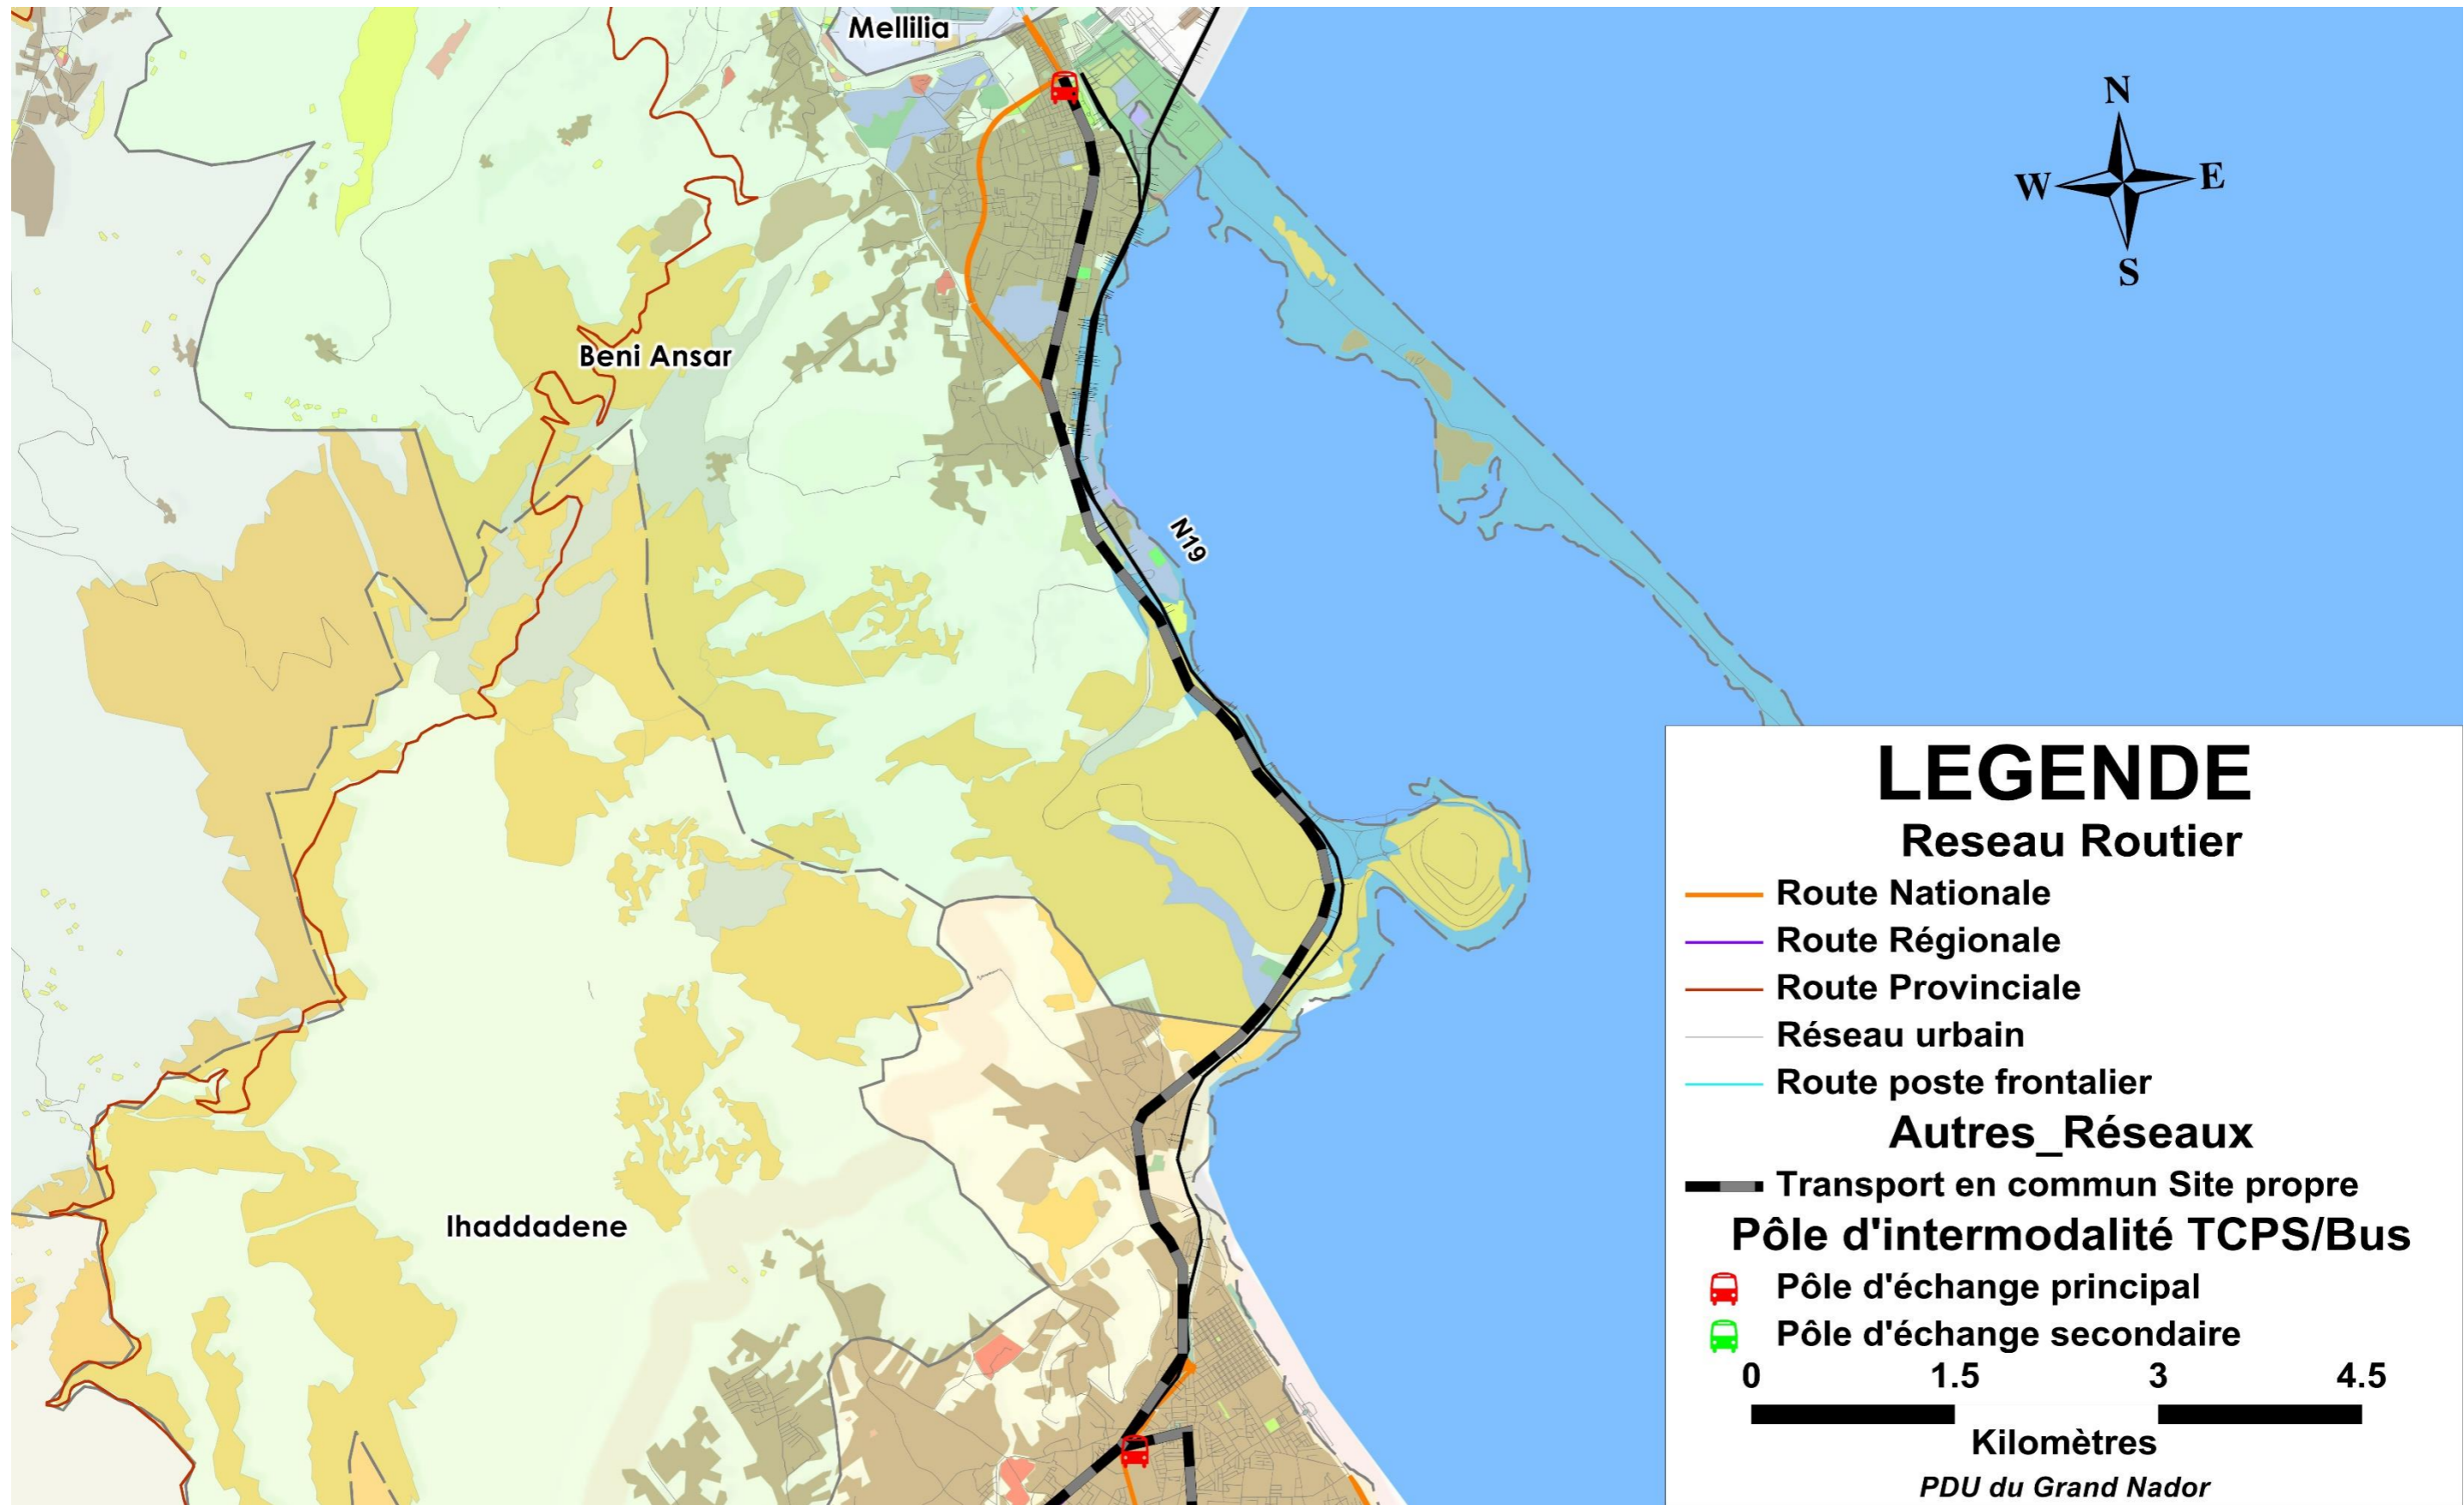 Mellilia
N
W
E
S
Beni Ansar
N19
Ihaddadene
LEGENDE
Reseau Routier
Route Nationale
Route Régionale
Route Provinciale
Réseau urbain
Route poste frontalier
Autres_Réseaux
Transport en commun Site propre
Pôle d'intermodalité TCPS/Bus
Pôle d'échange principal
Pôle d'échange secondaire
0 1.5 3 4.5
Kilomètres
PDU du Grand Nador